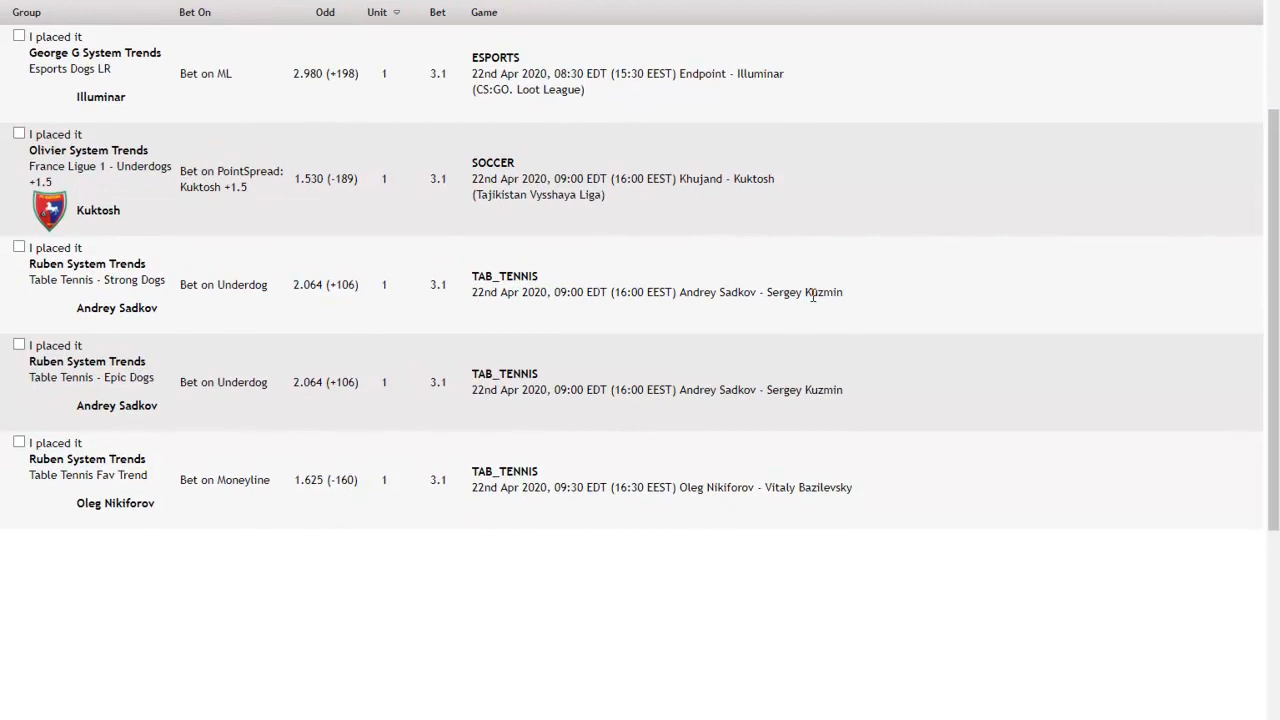 Group Bet On Odd Unit Bet Game
I placed it
George G System Trends
Esports Dogs LR
Illuminar
Bet on ML 2.980 (+198) 1 3.1
ESPORTS
22nd Apr 2020, 08:30 EDT (15:30 EEST) Endpoint - Illuminar
(CS:GO. Loot League)
I placed it
Olivier System Trends
France Ligue 1 - Underdogs
+1.5
Kuktosh
Bet on PointSpread:
Kuktosh +1.5
1.530 (-189) 1 3.1
SOCCER
22nd Apr 2020, 09:00 EDT (16:00 EEST) Khujand - Kuktosh
(Tajikistan Vysshaya Liga)
I placed it
Ruben System Trends
Table Tennis - Strong Dogs
Andrey Sadkov
Bet on Underdog 2.064 (+106) 1 3.1
TAB_TENNIS
22nd Apr 2020, 09:00 EDT (16:00 EEST) Andrey Sadkov - Sergey Kuzmin
I placed it
Ruben System Trends
Table Tennis - Epic Dogs
Andrey Sadkov
Bet on Underdog 2.064 (+106) 1 3.1
TAB_TENNIS
22nd Apr 2020, 09:00 EDT (16:00 EEST) Andrey Sadkov - Sergey Kuzmin
I placed it
Ruben System Trends
Table Tennis Fav Trend
Oleg Nikiforov
Bet on Moneyline 1.625 (-160) 1 3.1
TAB_TENNIS
22nd Apr 2020, 09:30 EDT (16:30 EEST) Oleg Nikiforov - Vitaly Bazilevsky